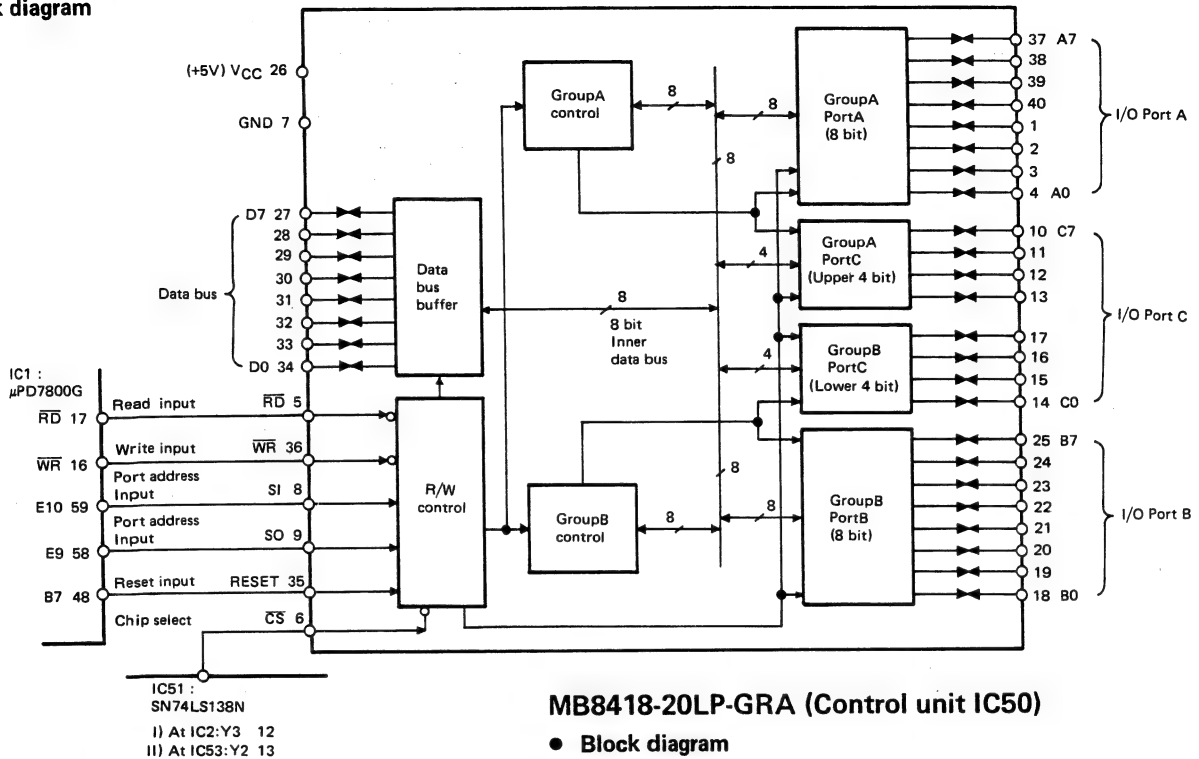 k diagram
(+5V) VCC 26
GND 7
D7 27
28
29
30
31
32
33
D0 34
Data bus
Data
bus
buffer
GroupA
control
8
8
8
8
8 bit
Inner
data bus
4
4
8
8
8
GroupA
PortA
(8 bit)
GroupA
PortC
(Upper 4 bit)
GroupB
PortC
(Lower 4 bit)
GroupB
PortB
(8 bit)
GroupB
control
R/W
control
37 A7
38
39
40
1
2
3
4 A0
I/O Port A
10 C7
11
12
13
17
16
15
14 C0
I/O Port C
25 B7
24
23
22
21
20
19
18 B0
I/O Port B
IC1 :
μPD7800G
R̅D̅ 17 Read input R̅D̅ 5
W̅R̅ 16 Write input W̅R̅ 36
E10 59 Port address
Input SI 8
E9 58 Port address
Input SO 9
B7 48 Reset input RESET 35
Chip select C̅S̅ 6
IC51 :
SN74LS138N
I) At IC2:Y3 12
II) At IC53:Y2 13
MB8418-20LP-GRA (Control unit IC50)
● Block diagram